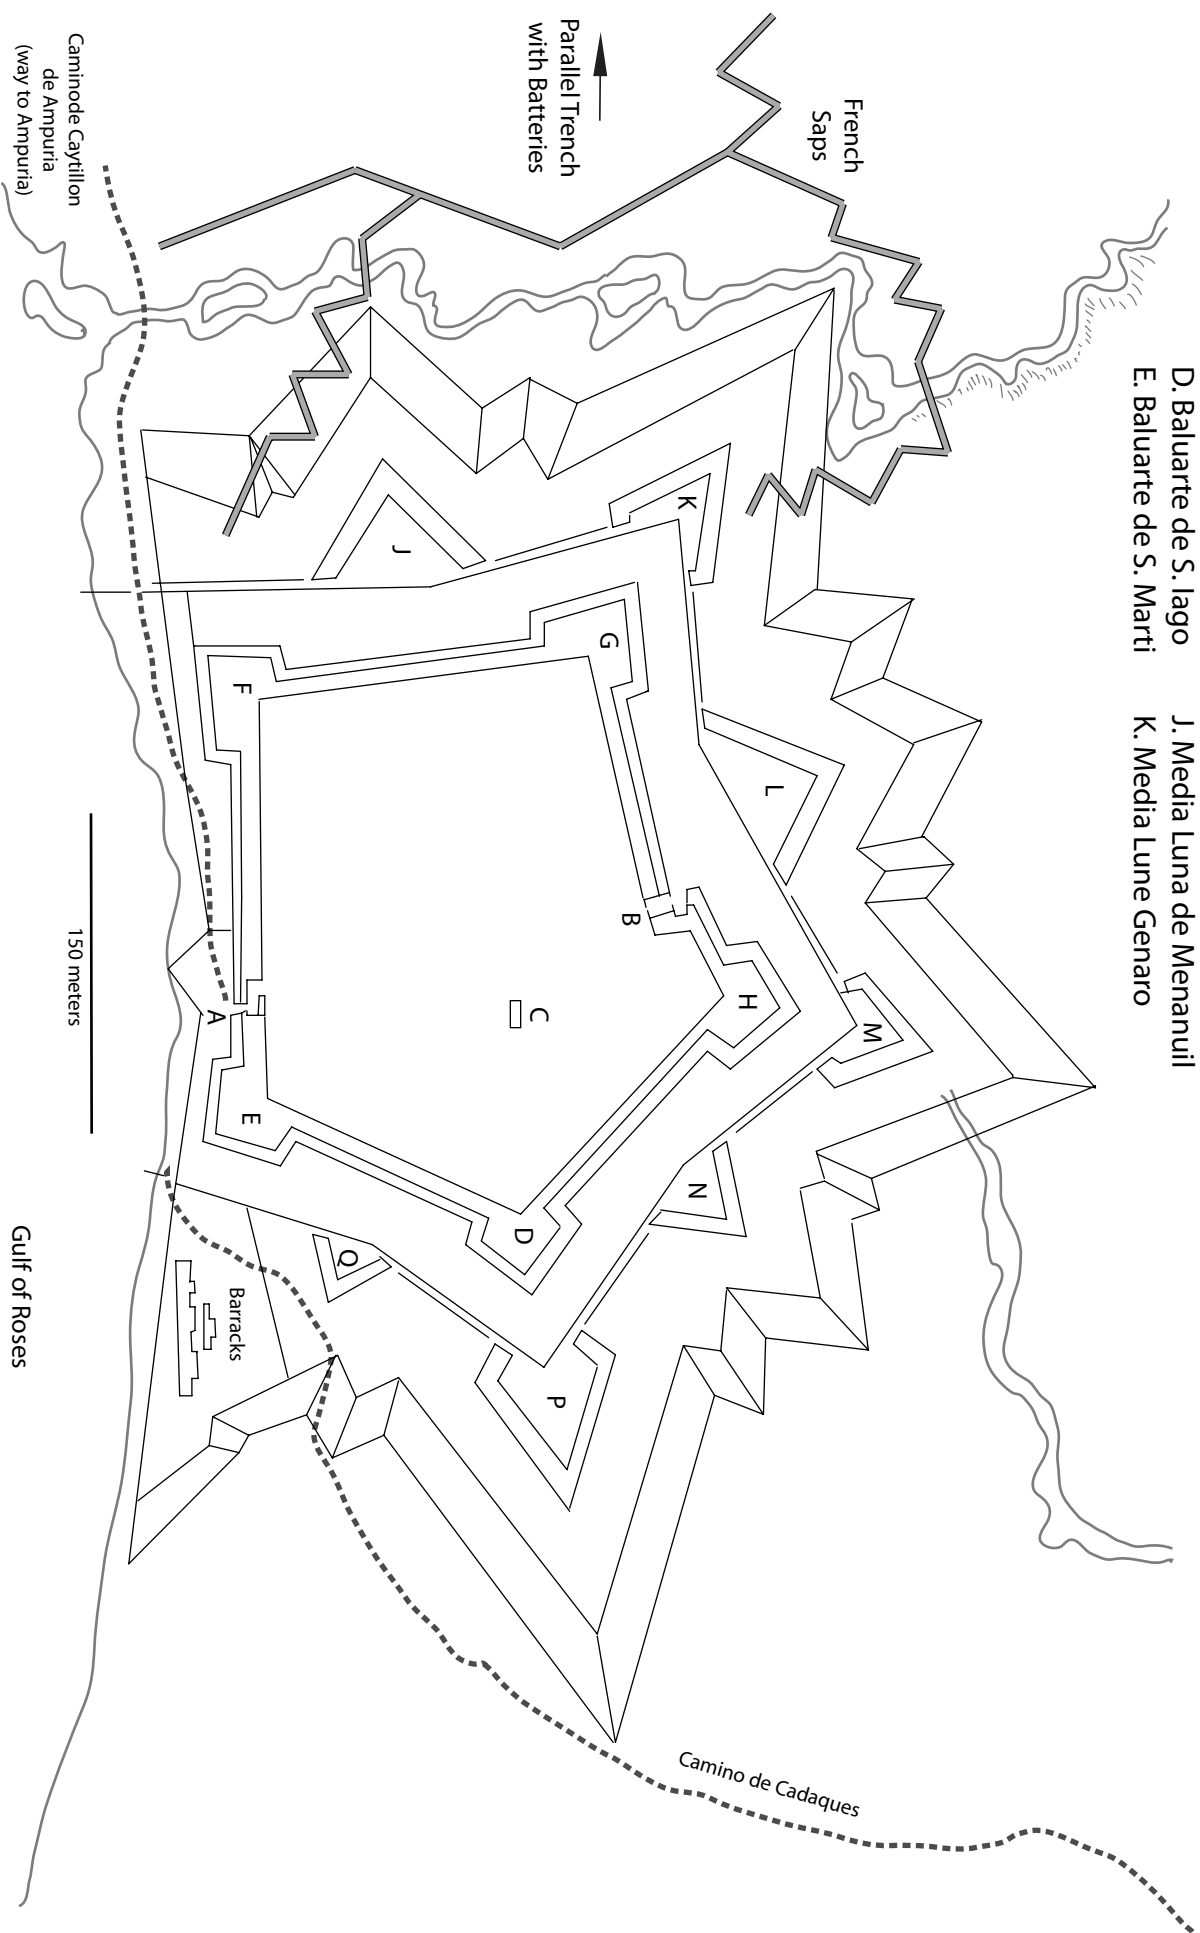 D. Baluarte de S. Iago
E. Baluarte de S. Marti
J. Media Luna de Menanuil
K. Media Lune Genaro
French
Saps
Parallel Trench
with Batteries
Caminode Caytillon
de Ampuria
(way to Ampuria)
K
J
L
G
F
B
H
M
C
A
E
D
N
Q
P
Barracks
150 meters
Gulf of Roses
Camino de Cadaques